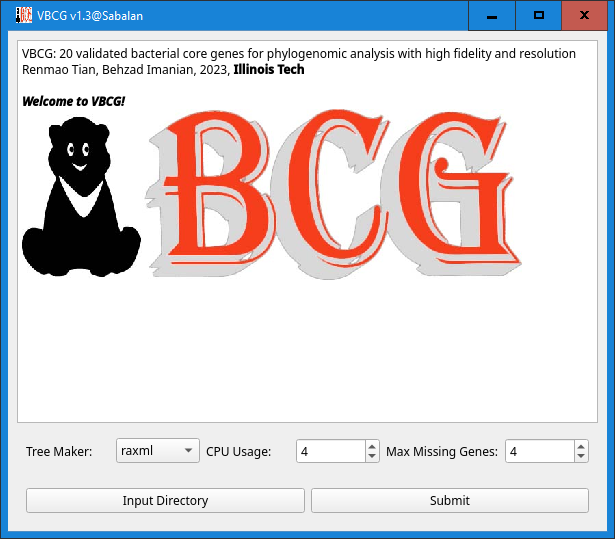 VBCG v1.3@Sabalan
VBCG: 20 validated bacterial core genes for phylogenomic analysis with high fidelity and resolution
Renmao Tian, Behzad Imanian, 2023, Illinois Tech
Welcome to VBCG!
BCG
Tree Maker: raxml CPU Usage: 4 Max Missing Genes: 4
Input Directory Submit